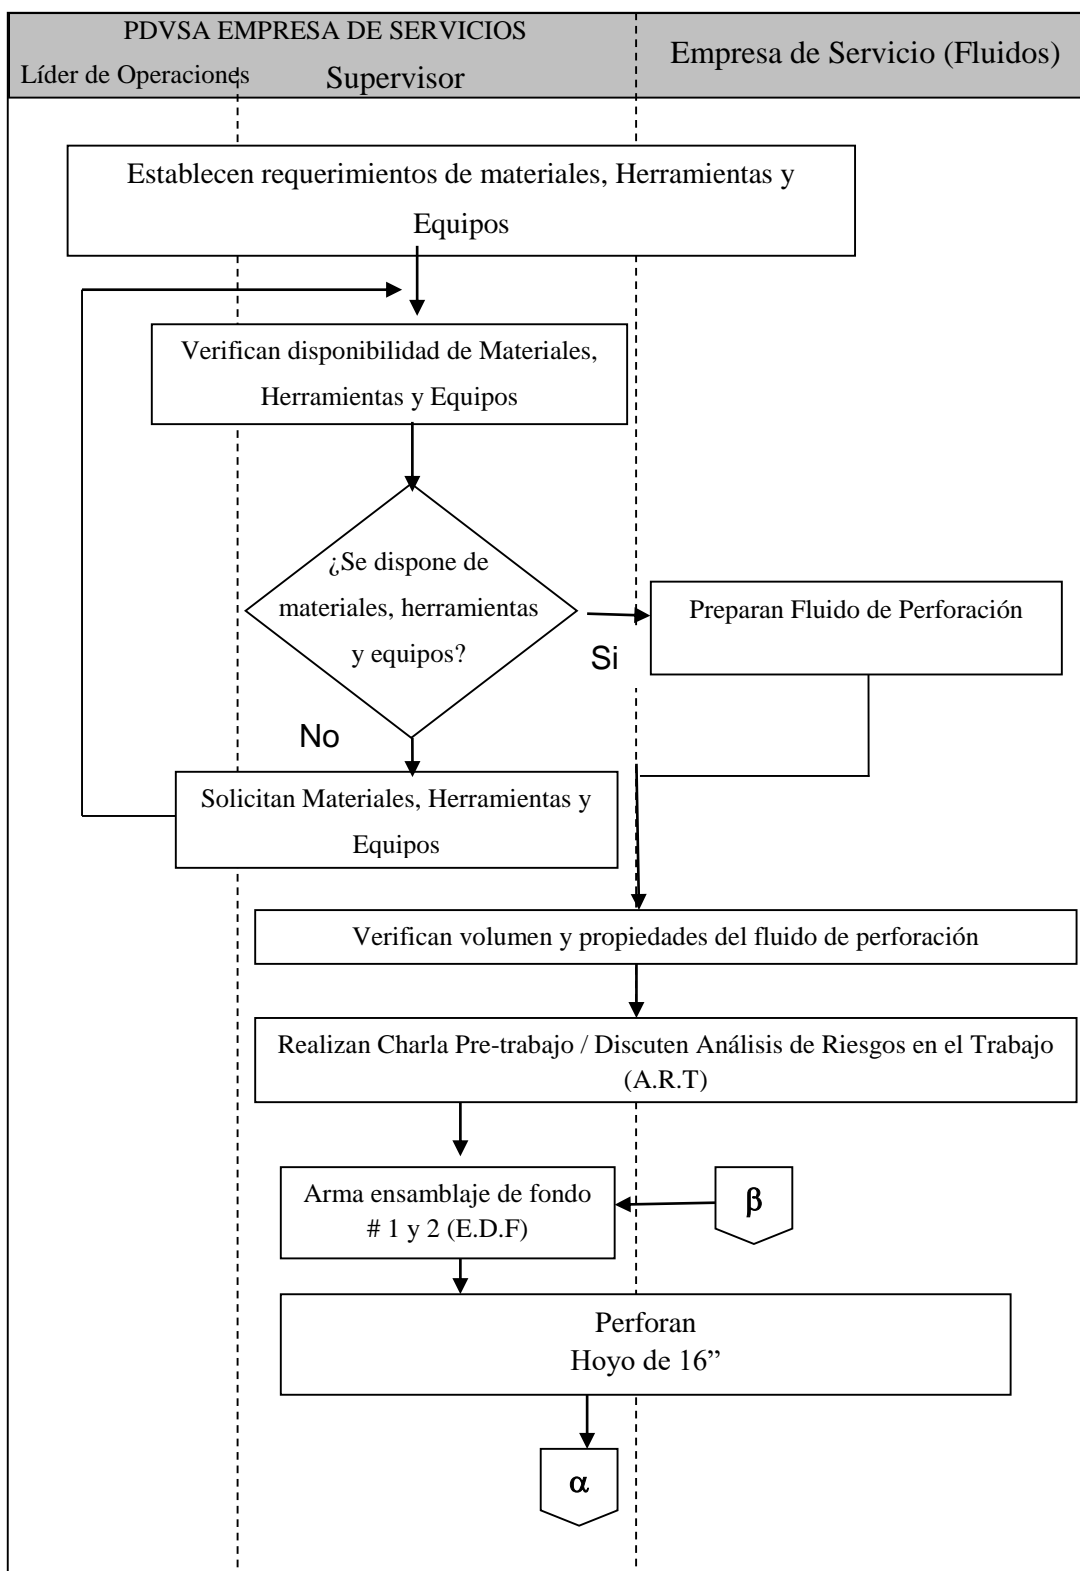 PDVSA EMPRESA DE SERVICIOS
Líder de Operaciones
Supervisor
Empresa de Servicio (Fluidos)
Establecen requerimientos de materiales, Herramientas y
Equipos
Verifican disponibilidad de Materiales,
Herramientas y Equipos
¿Se dispone de
materiales, herramientas
y equipos?
Si
Preparan Fluido de Perforación
No
Solicitan Materiales, Herramientas y
Equipos
Verifican volumen y propiedades del fluido de perforación
Realizan Charla Pre-trabajo / Discuten Análisis de Riesgos en el Trabajo
(A.R.T)
Arma ensamblaje de fondo
# 1 y 2 (E.D.F)
β
Perforan
Hoyo de 16”
α